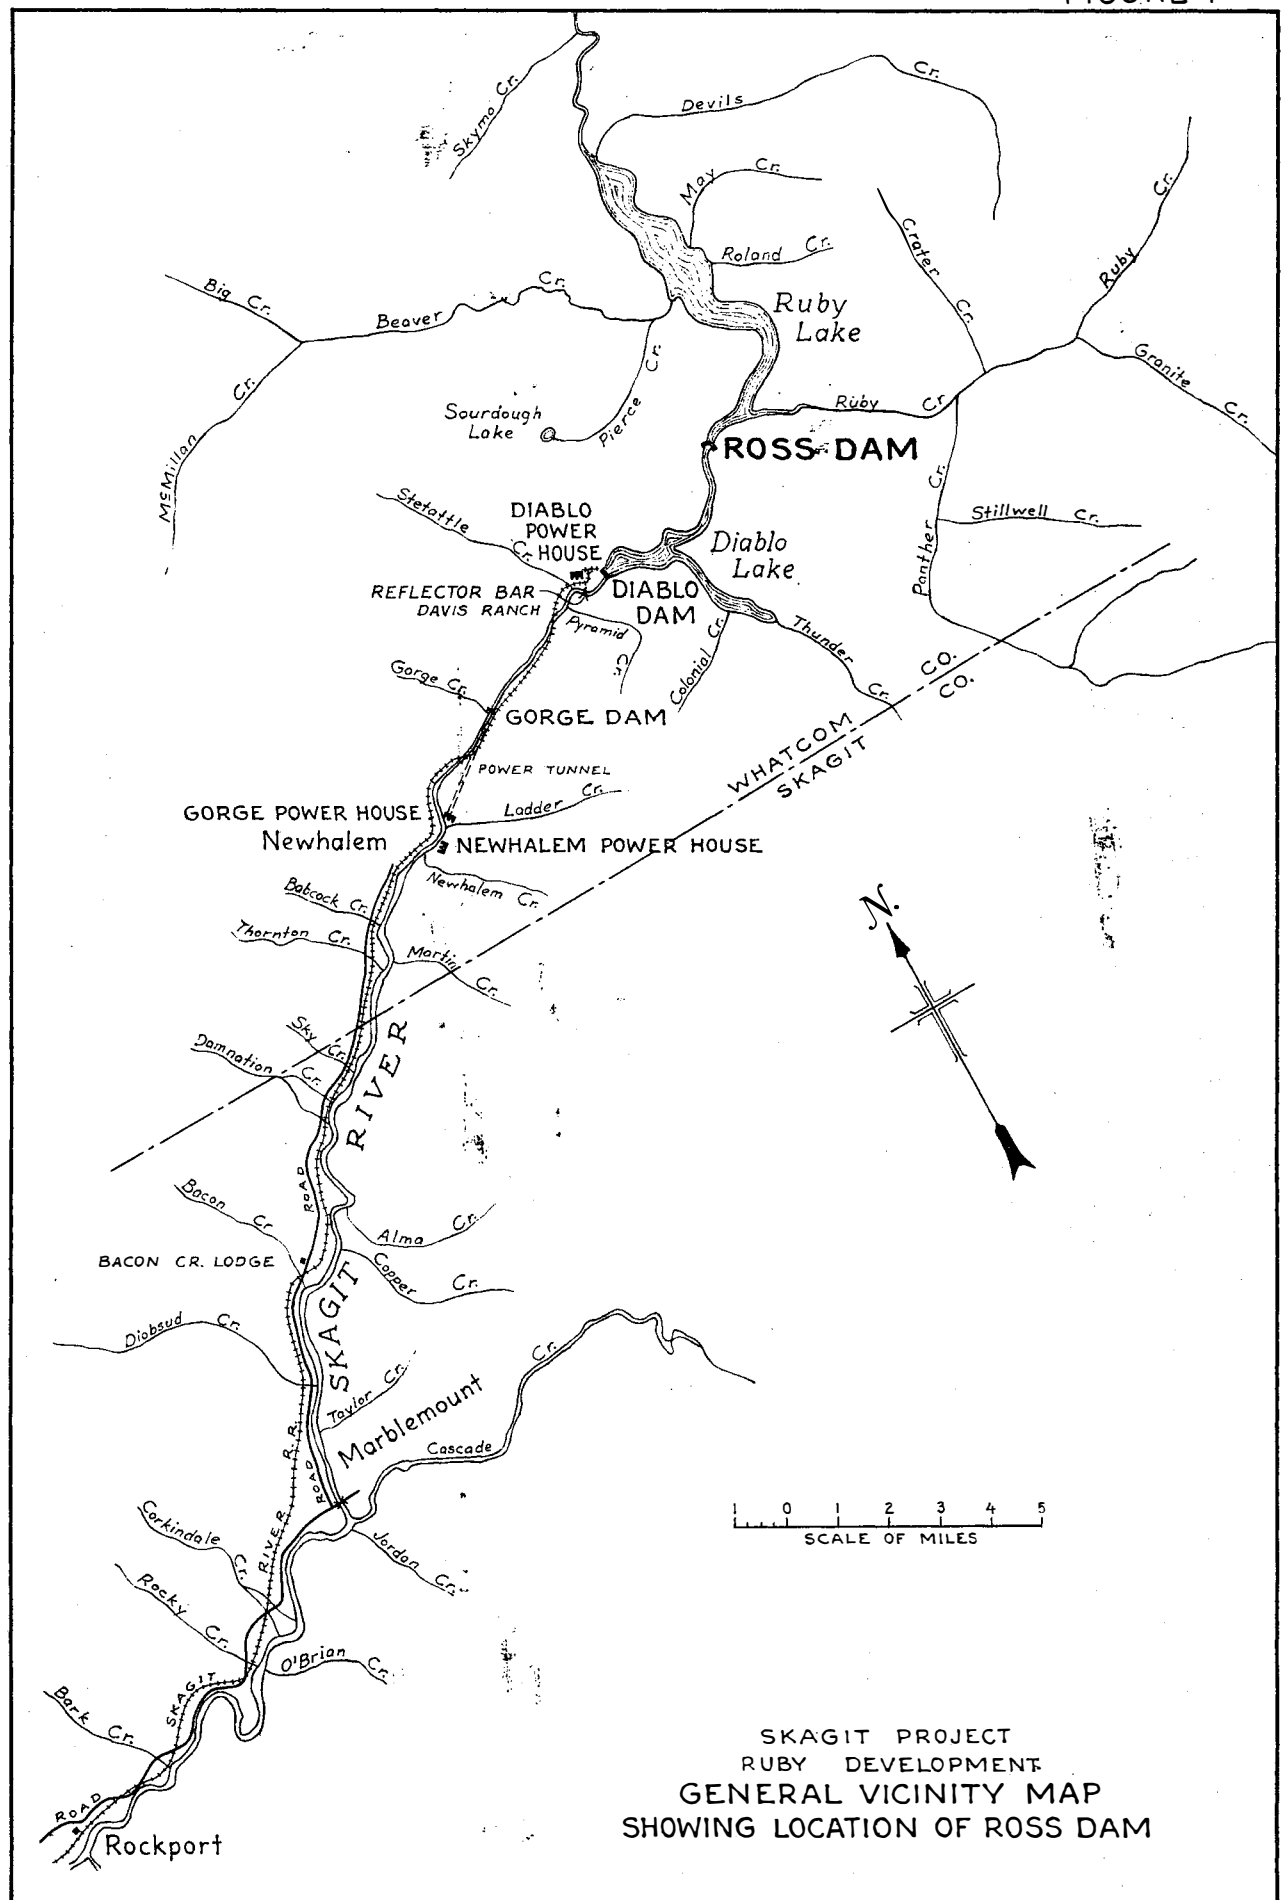 FIGURE 1
Skymo Cr.
Devils Cr.
May Cr.
Roland Cr.
Crater Cr.
Ruby Cr.
Big Cr.
Beaver Cr.
Ruby
Lake
Granite Cr.
McMillan Cr.
Pierce Cr.
Sourdough
Lake
Ruby Cr.
ROSS DAM
Stetattle Cr.
DIABLO
POWER
HOUSE
Diablo
Lake
Panther Cr.
Stillwell Cr.
REFLECTOR BAR
DAVIS RANCH
DIABLO
DAM
Pyramid Cr.
Colonial Cr.
Thunder Cr.
Gorge Cr.
GORGE DAM
WHATCOM CO.
SKAGIT CO.
POWER TUNNEL
GORGE POWER HOUSE
Ladder Cr.
Newhalem
NEWHALEM POWER HOUSE
Newhalem Cr.
Babcock Cr.
Thornton Cr.
Martin Cr.
N.
Sky Cr.
Damnation Cr.
SKAGIT RIVER
ROAD
Bacon Cr.
Alma Cr.
BACON CR. LODGE
Copper Cr.
Diobsud Cr.
Taylor Cr.
Marblemount
Cascade Cr.
ROAD
SKAGIT RIVER R.R.
Corkindale Cr.
Jordan Cr.
1 0 1 2 3 4 5
SCALE OF MILES
Rocky Cr.
O'Brian Cr.
Bark Cr.
ROAD
Rockport
SKAGIT PROJECT
RUBY DEVELOPMENT
GENERAL VICINITY MAP
SHOWING LOCATION OF ROSS DAM